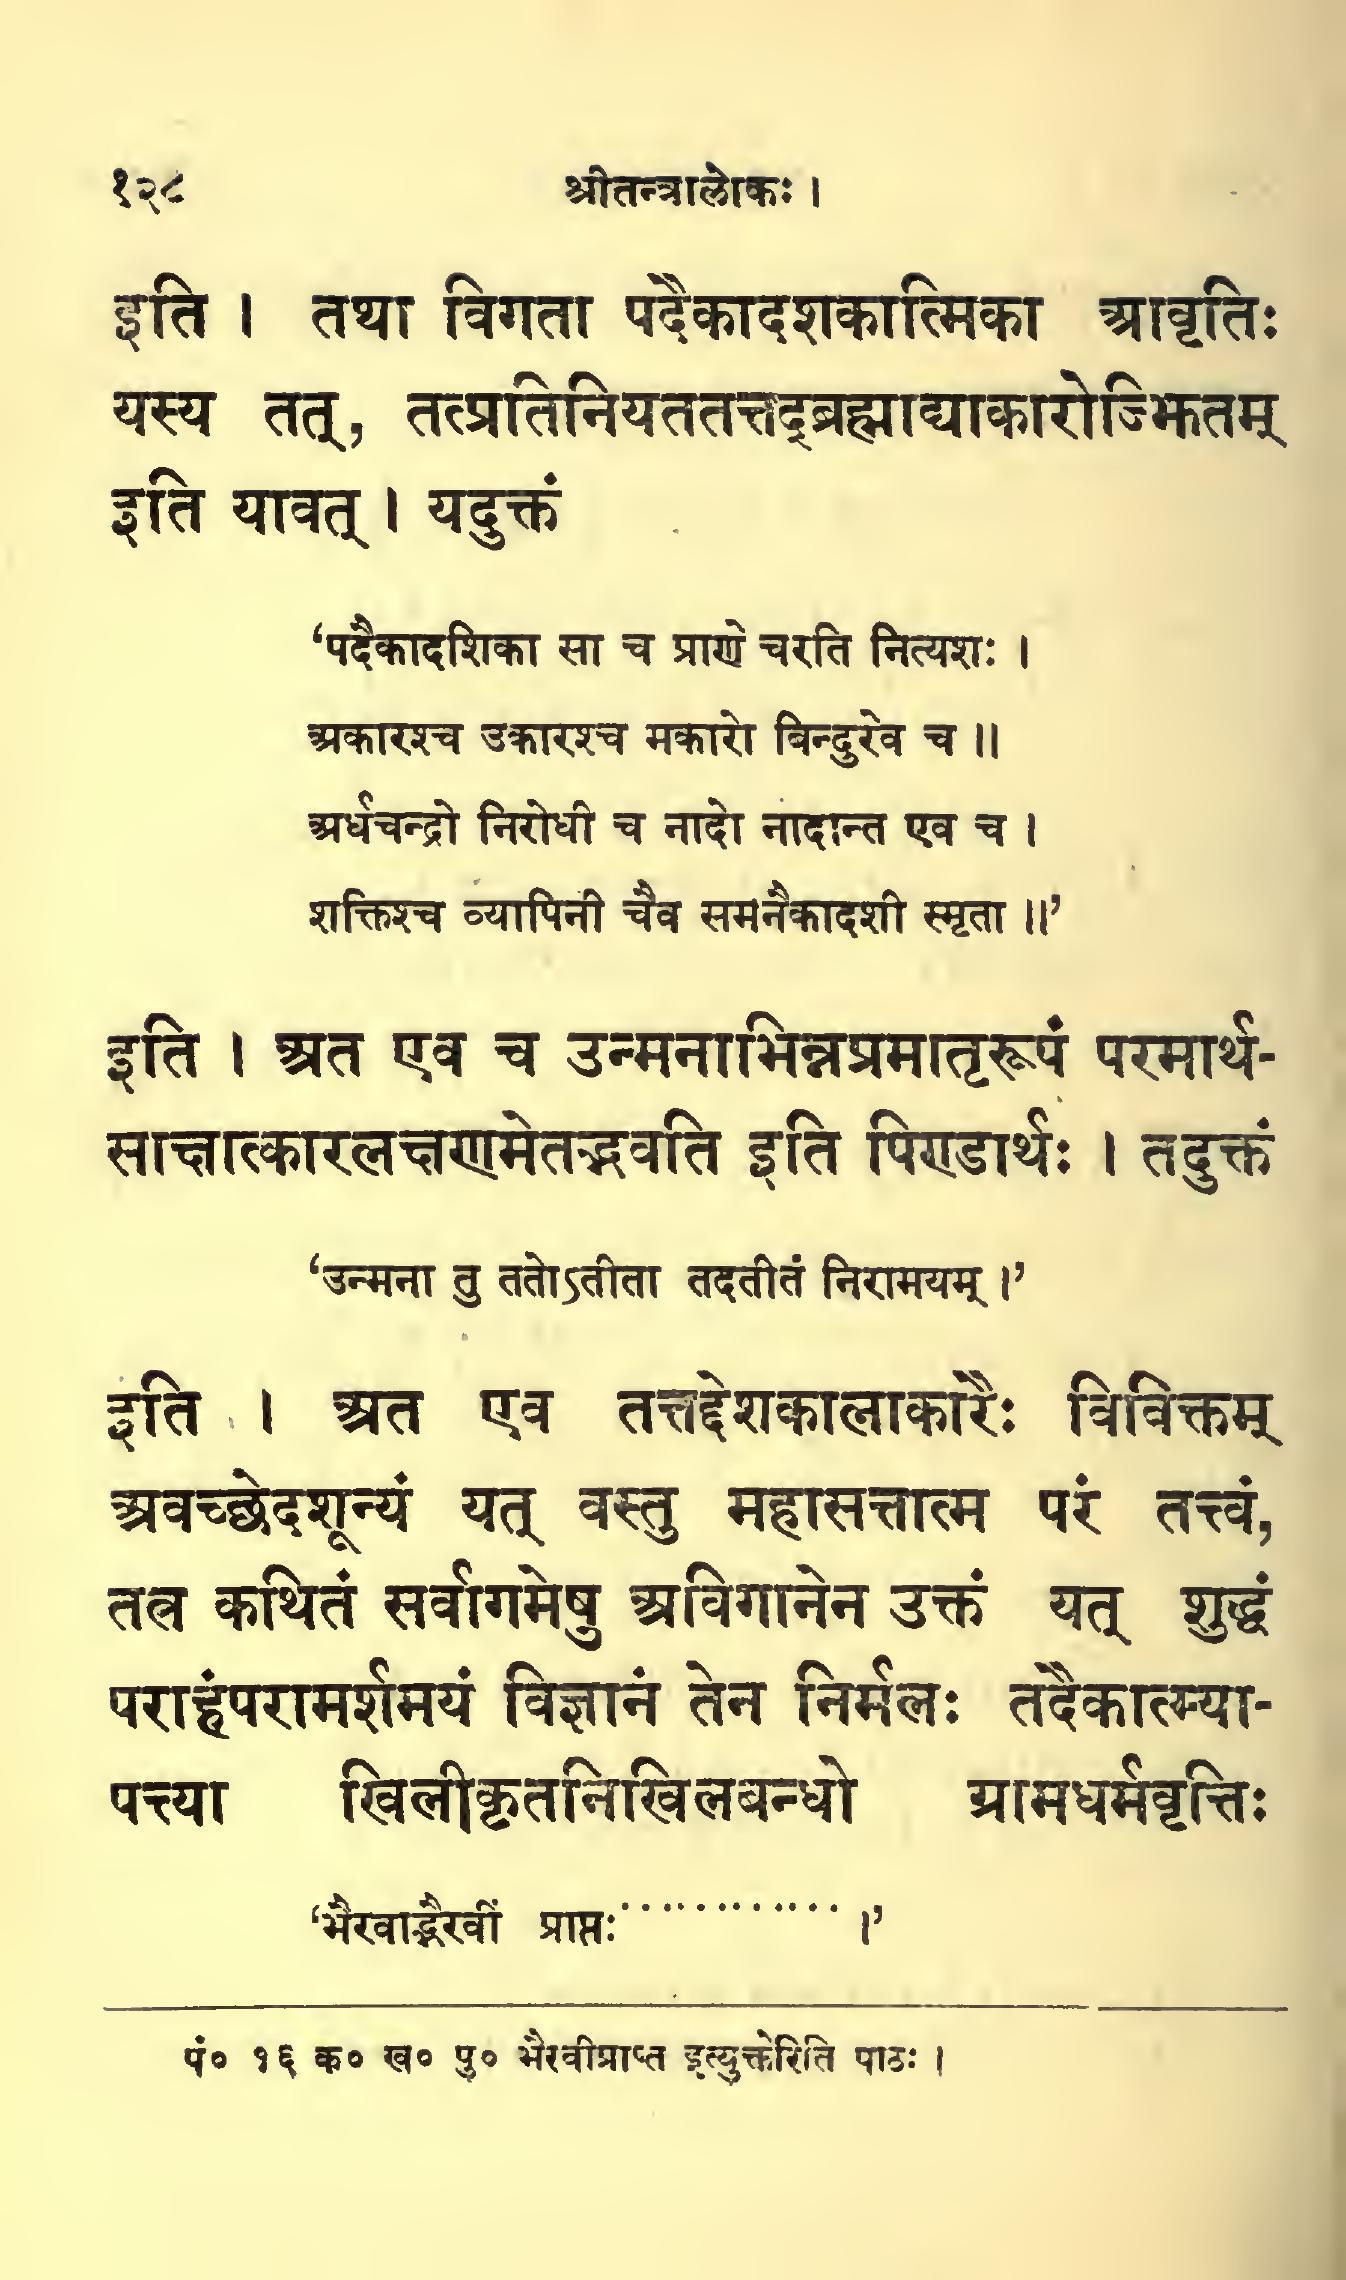 १२८ श्रीतन्त्रालोकः ।
इति । तथा विगता पदैकादशकात्मिका आवृतिः
यस्य तत्, तत्प्रतिनियततत्तद्ब्रह्माद्याकारोज्झितम्
इति यावत् । यदुक्तं
‘पदैकादशिका सा च प्राणे चरति नित्यशः ।
अकारश्च उकारश्च मकारो बिन्दुरेव च ॥
अर्धचन्द्रो निरोधी च नादो नादान्त एव च ।
शक्तिश्च व्यापिनी चैव समनैकादशी स्मृता ॥’
इति । अत एव च उन्मनाभिन्नप्रमातृरूपं परमार्थ-
साक्षात्कारलक्षणमेतद्भवति इति पिण्डार्थः । तदुक्तं
‘उन्मना तु ततोऽतीता तदतीतं निरामयम् ।’
इति । अत एव तत्तद्देशकालाकारैः विविक्तम्
अवच्छेदशून्यं यत् वस्तु महासत्तात्म परं तत्त्वं,
तत्र कथितं सर्वागमेषु अविगानेन उक्तं यत् शुद्धं
पराहंपरामर्शमयं विज्ञानं तेन निर्मलः तदैकात्म्या-
पत्त्या खिलीकृतनिखिलबन्धो ग्रामधर्मवृत्तिः
‘भैरवाद्भैरवीं प्राप्तः············ ।’
पं० १६ क० ख० पु० भैरवीप्राप्त इत्युक्तेरिति पाठः ।